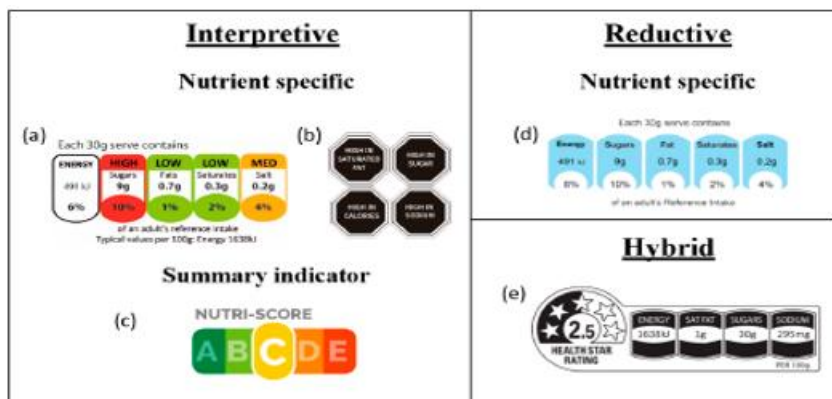 Interpretive
Nutrient specific
(a)
Each 30g serve contains
ENERGY
491 kJ
6%
HIGH
Sugars
9g
10%
LOW
Fats
0.7g
1%
LOW
Saturates
0.3g
2%
MED
Salt
0.2g
4%
of an adult's reference intake
Typical values per 100g: Energy 1638kJ
(b)
HIGH IN
SATURATED
FAT
HIGH IN
SUGAR
HIGH IN
CALORIES
HIGH IN
SODIUM
Summary indicator
(c)
NUTRI-SCORE
A B C D E
Reductive
Nutrient specific
(d)
Each 30g serve contains
Energy
491 kJ
8%
Sugars
9g
10%
Fat
0.7g
1%
Saturates
0.3g
2%
Salt
0.2g
4%
of an adult's Reference Intake
Hybrid
(e)
2.5
HEALTH STAR
RATING
ENERGY
1638kJ
SAT FAT
1g
SUGARS
30g
SODIUM
295mg
PER 100g